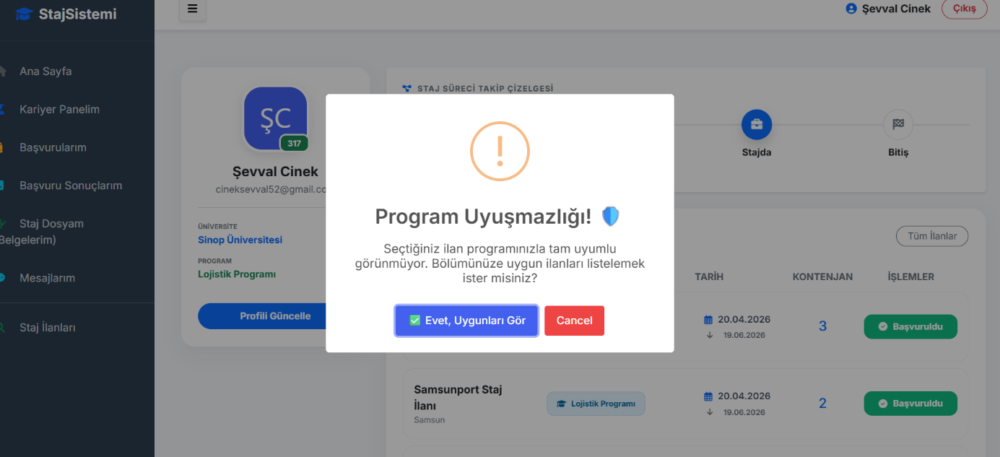 StajSistemi
Ana Sayfa
Kariyer Panelim
Başvurularım
Başvuru Sonuçlarım
Staj Dosyam
Belgelerim)
Mesajlarım
Staj İlanları
Şevval Cinek
Çıkış
ŞC
317
Şevval Cinek
cineksevval52@gmail.co
ÜNİVERSİTE
Sinop Üniversitesi
PROGRAM
Lojistik Programı
Profili Güncelle
STAJ SÜRECİ TAKİP ÇİZELGESİ
Stajda
Bitiş
Program Uyuşmazlığı!
Seçtiğiniz ilan programınızla tam uyumlu
görünmüyor. Bölümünüze uygun ilanları listelemek
ister misiniz?
Evet, Uygunları Gör
Cancel
Tüm İlanlar
TARİH
KONTENJAN
İŞLEMLER
20.04.2026
19.06.2026
3
Başvuruldu
Samsunport Staj
İlanı
Samsun
Lojistik Programı
20.04.2026
19.06.2026
2
Başvuruldu